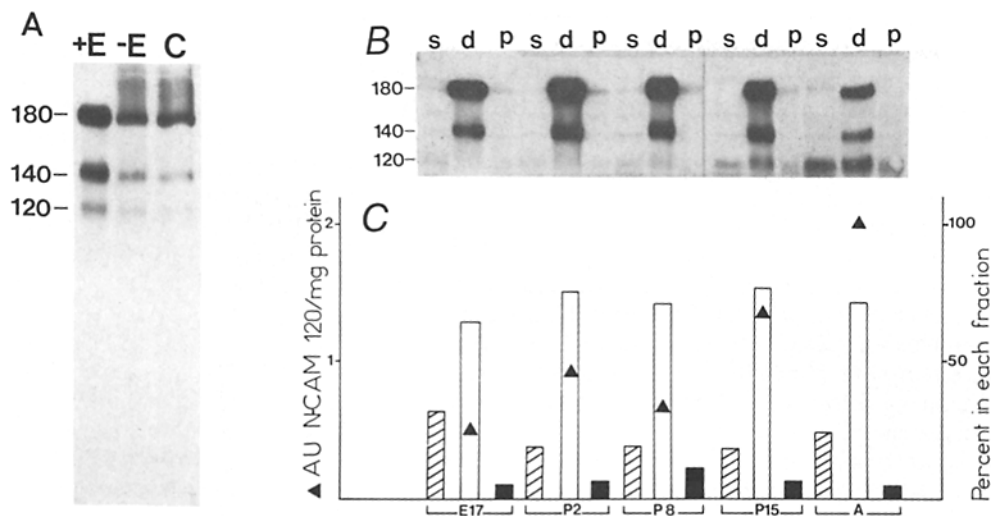 A
+E -E C
180
140
120
B
s d p s d p s d p s d p s d p
180
140
120
C
▲ AU N-CAM 120/mg protein
2
1
Percent in each fraction
100
50
E17 P2 P8 P15 A